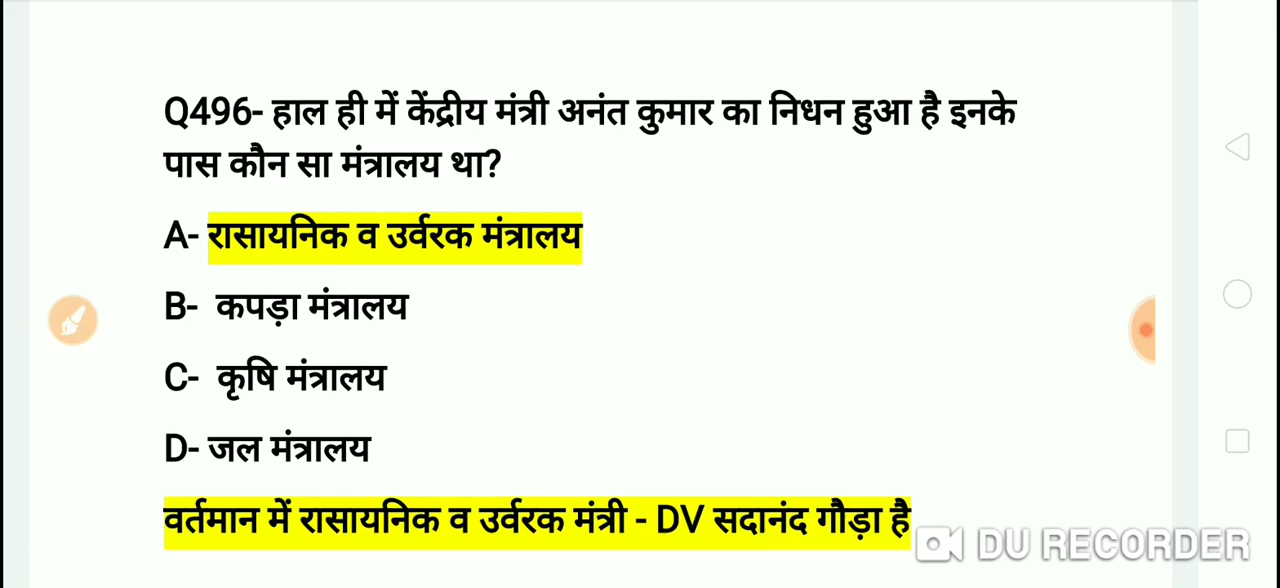 Q496- हाल ही में केंद्रीय मंत्री अनंत कुमार का निधन हुआ है इनके
पास कौन सा मंत्रालय था?
A- रासायनिक व उर्वरक मंत्रालय
B- कपड़ा मंत्रालय
C- कृषि मंत्रालय
D- जल मंत्रालय
वर्तमान में रासायनिक व उर्वरक मंत्री - DV सदानंद गौड़ा है
DU RECORDER